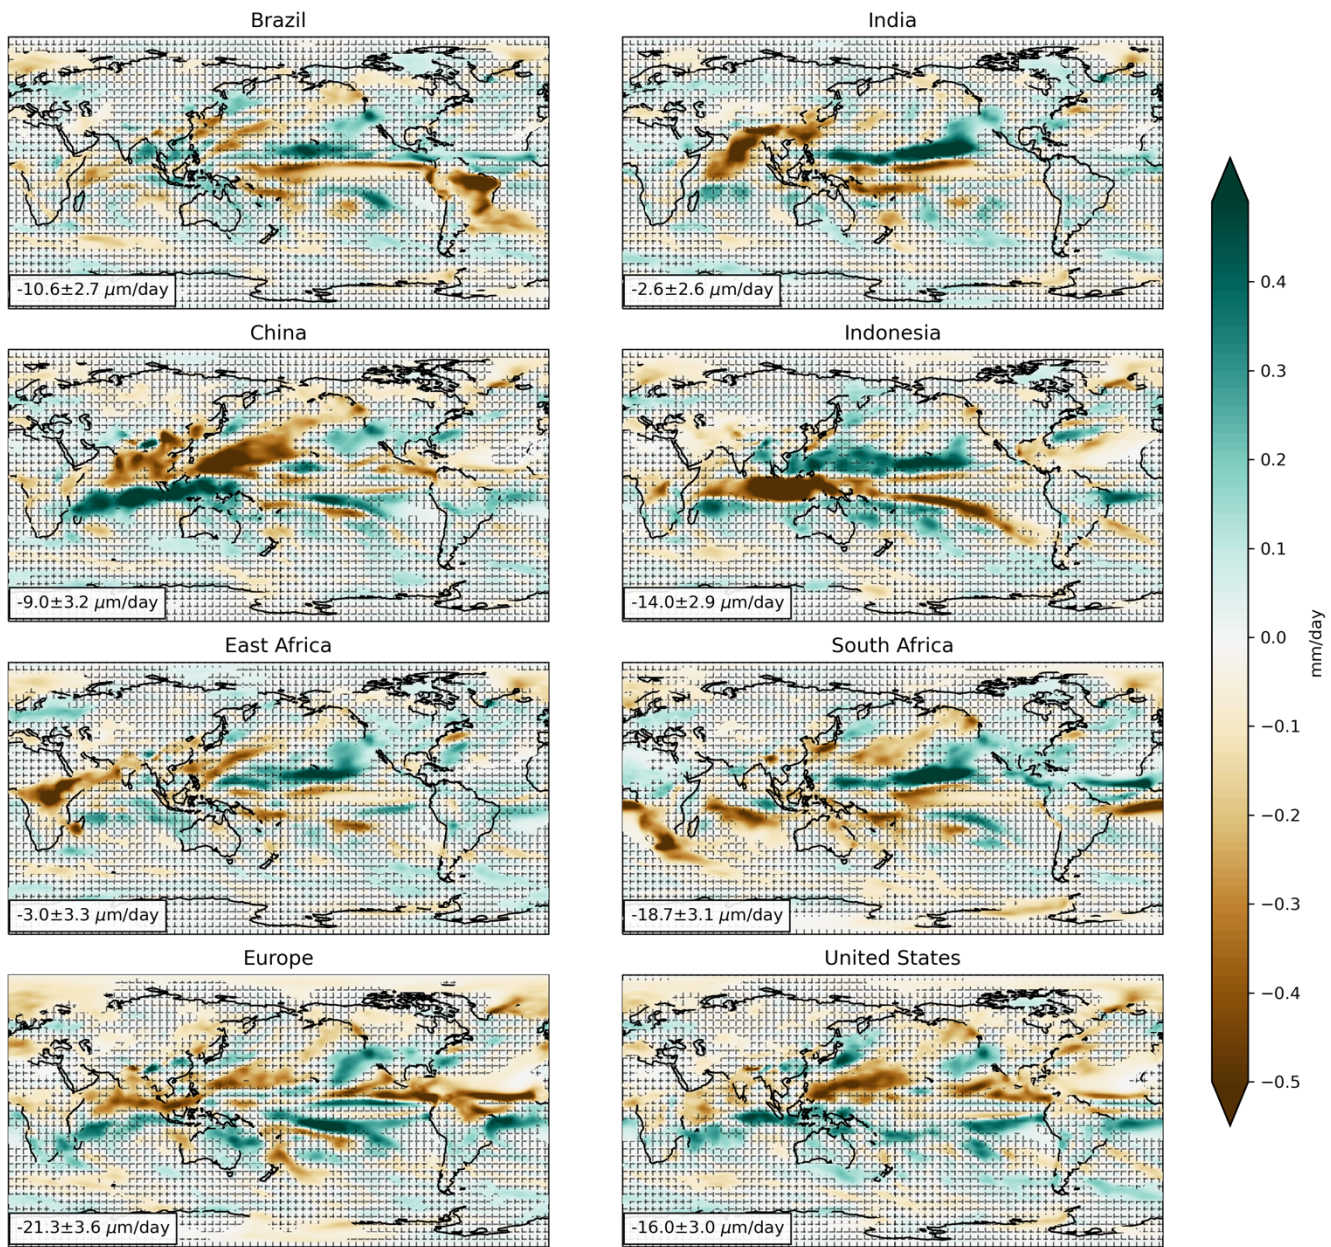 Brazil
India
-10.6±2.7 μm/day
-2.6±2.6 μm/day
China
Indonesia
-9.0±3.2 μm/day
-14.0±2.9 μm/day
East Africa
South Africa
-3.0±3.3 μm/day
-18.7±3.1 μm/day
Europe
United States
-21.3±3.6 μm/day
-16.0±3.0 μm/day
0.4
0.3
0.2
0.1
0.0
−0.1
−0.2
−0.3
−0.4
−0.5
mm/day